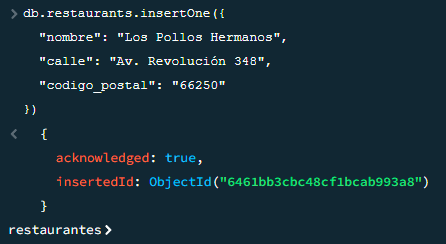 > db.restaurants.insertOne({
"nombre": "Los Pollos Hermanos",
"calle": "Av. Revolución 348",
"codigo_postal": "66250"
})
< {
acknowledged: true,
insertedId: ObjectId("6461bb3cbc48cf1bcab993a8")
}
restaurantes>